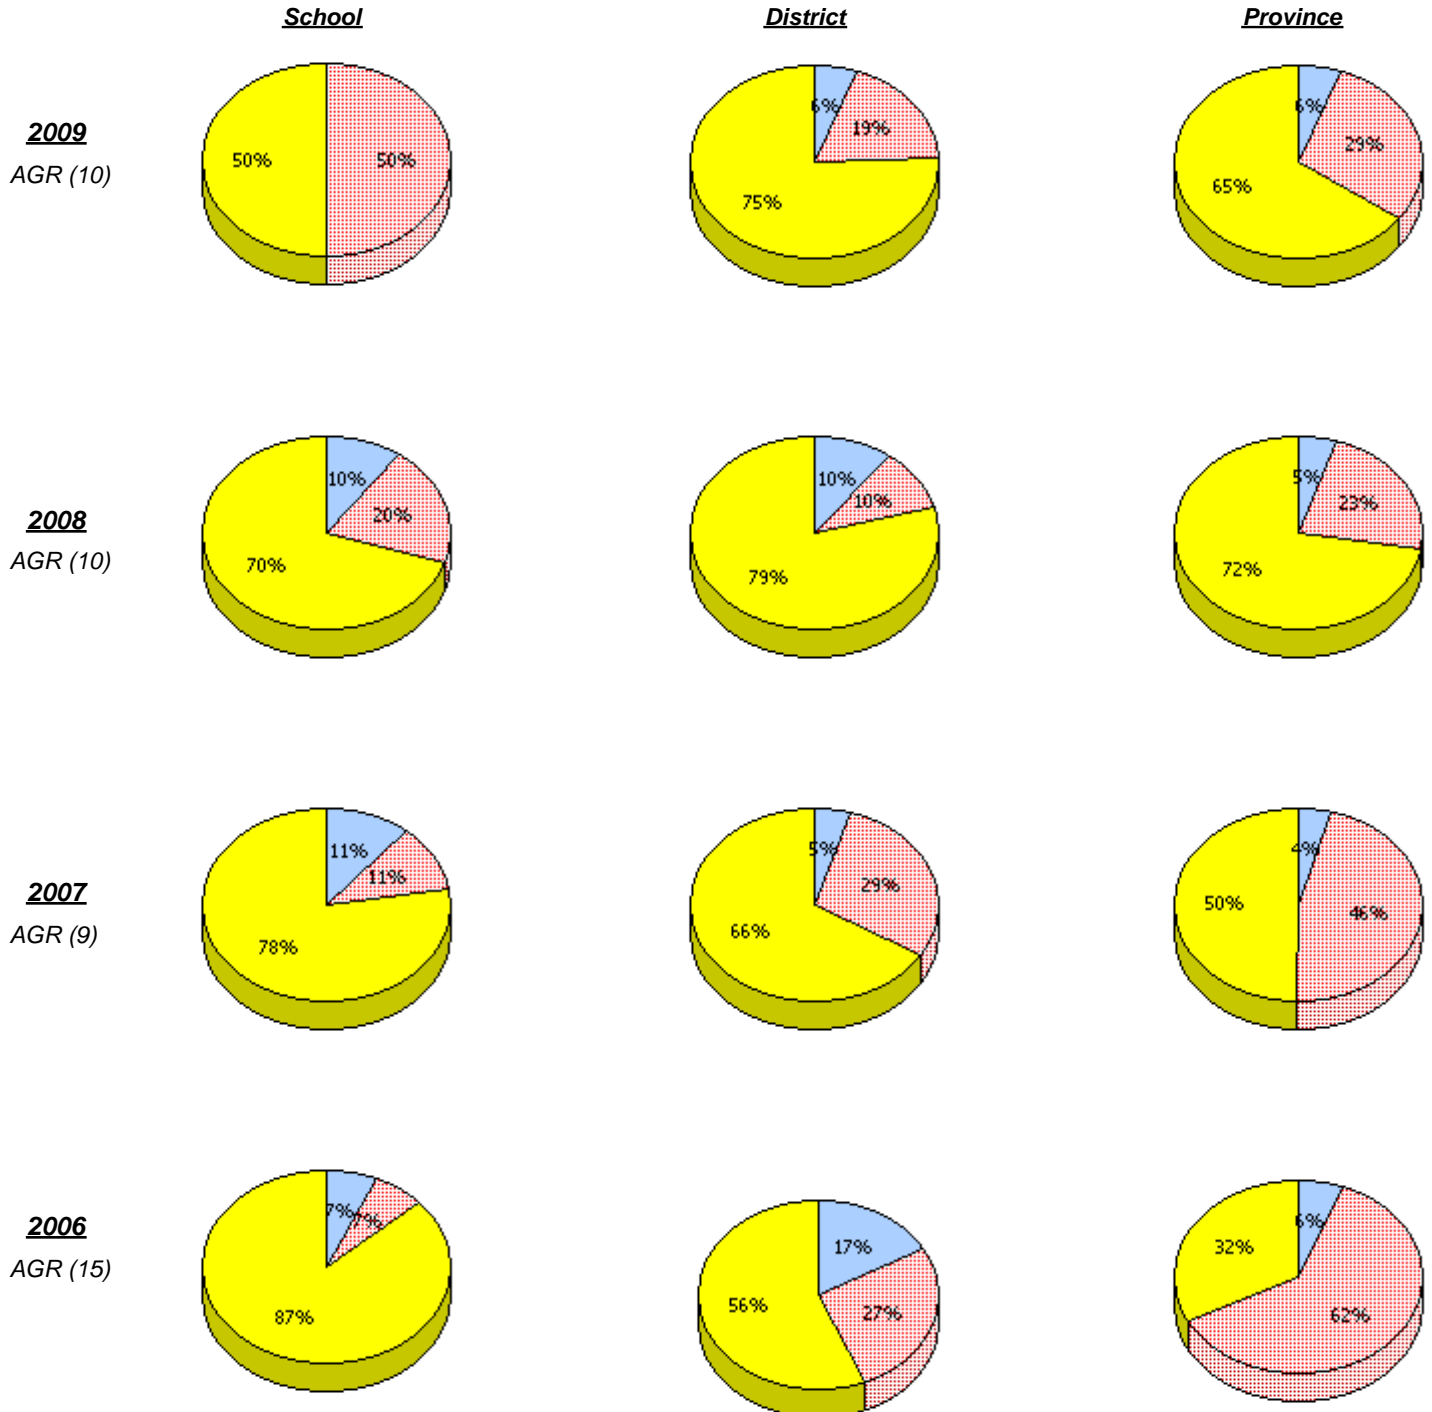 School District Province
2009
AGR (10)
50% 50%
6% 19% 75%
6% 29% 65%
2008
AGR (10)
10% 20% 70%
10% 10% 79%
5% 23% 72%
2007
AGR (9)
11% 11% 78%
5% 29% 66%
4% 46% 50%
2006
AGR (15)
7% 7% 87%
17% 27% 56%
6% 62% 32%